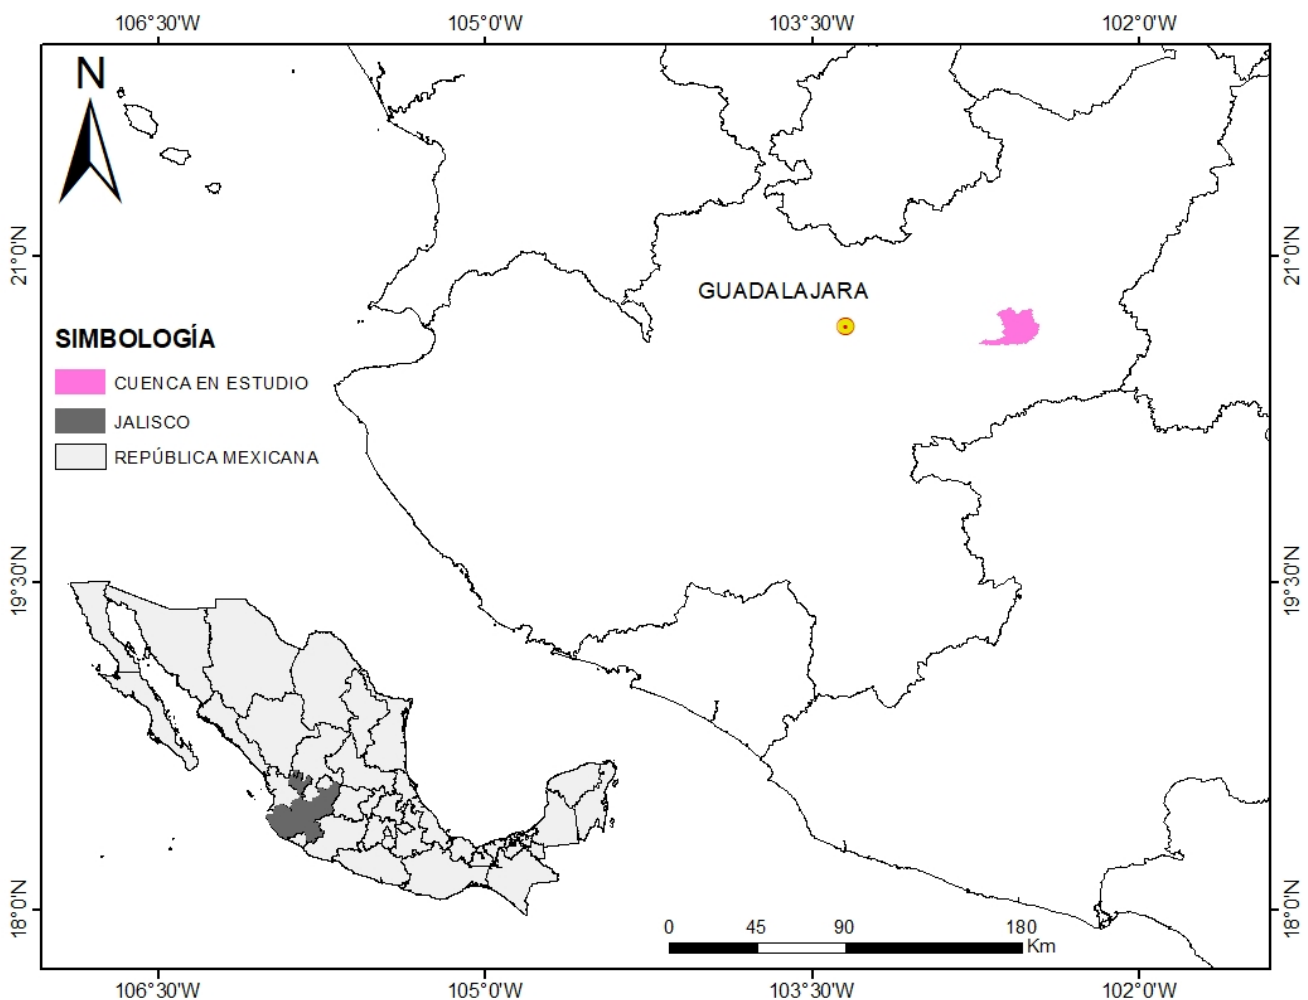 106°30'W 105°0'W 103°30'W 102°0'W
N
21°0'N 21°0'N
GUADALAJARA
SIMBOLOGÍA
CUENCA EN ESTUDIO
JALISCO
REPÚBLICA MEXICANA
19°30'N 19°30'N
18°0'N 18°0'N
0 45 90 180
Km
106°30'W 105°0'W 103°30'W 102°0'W